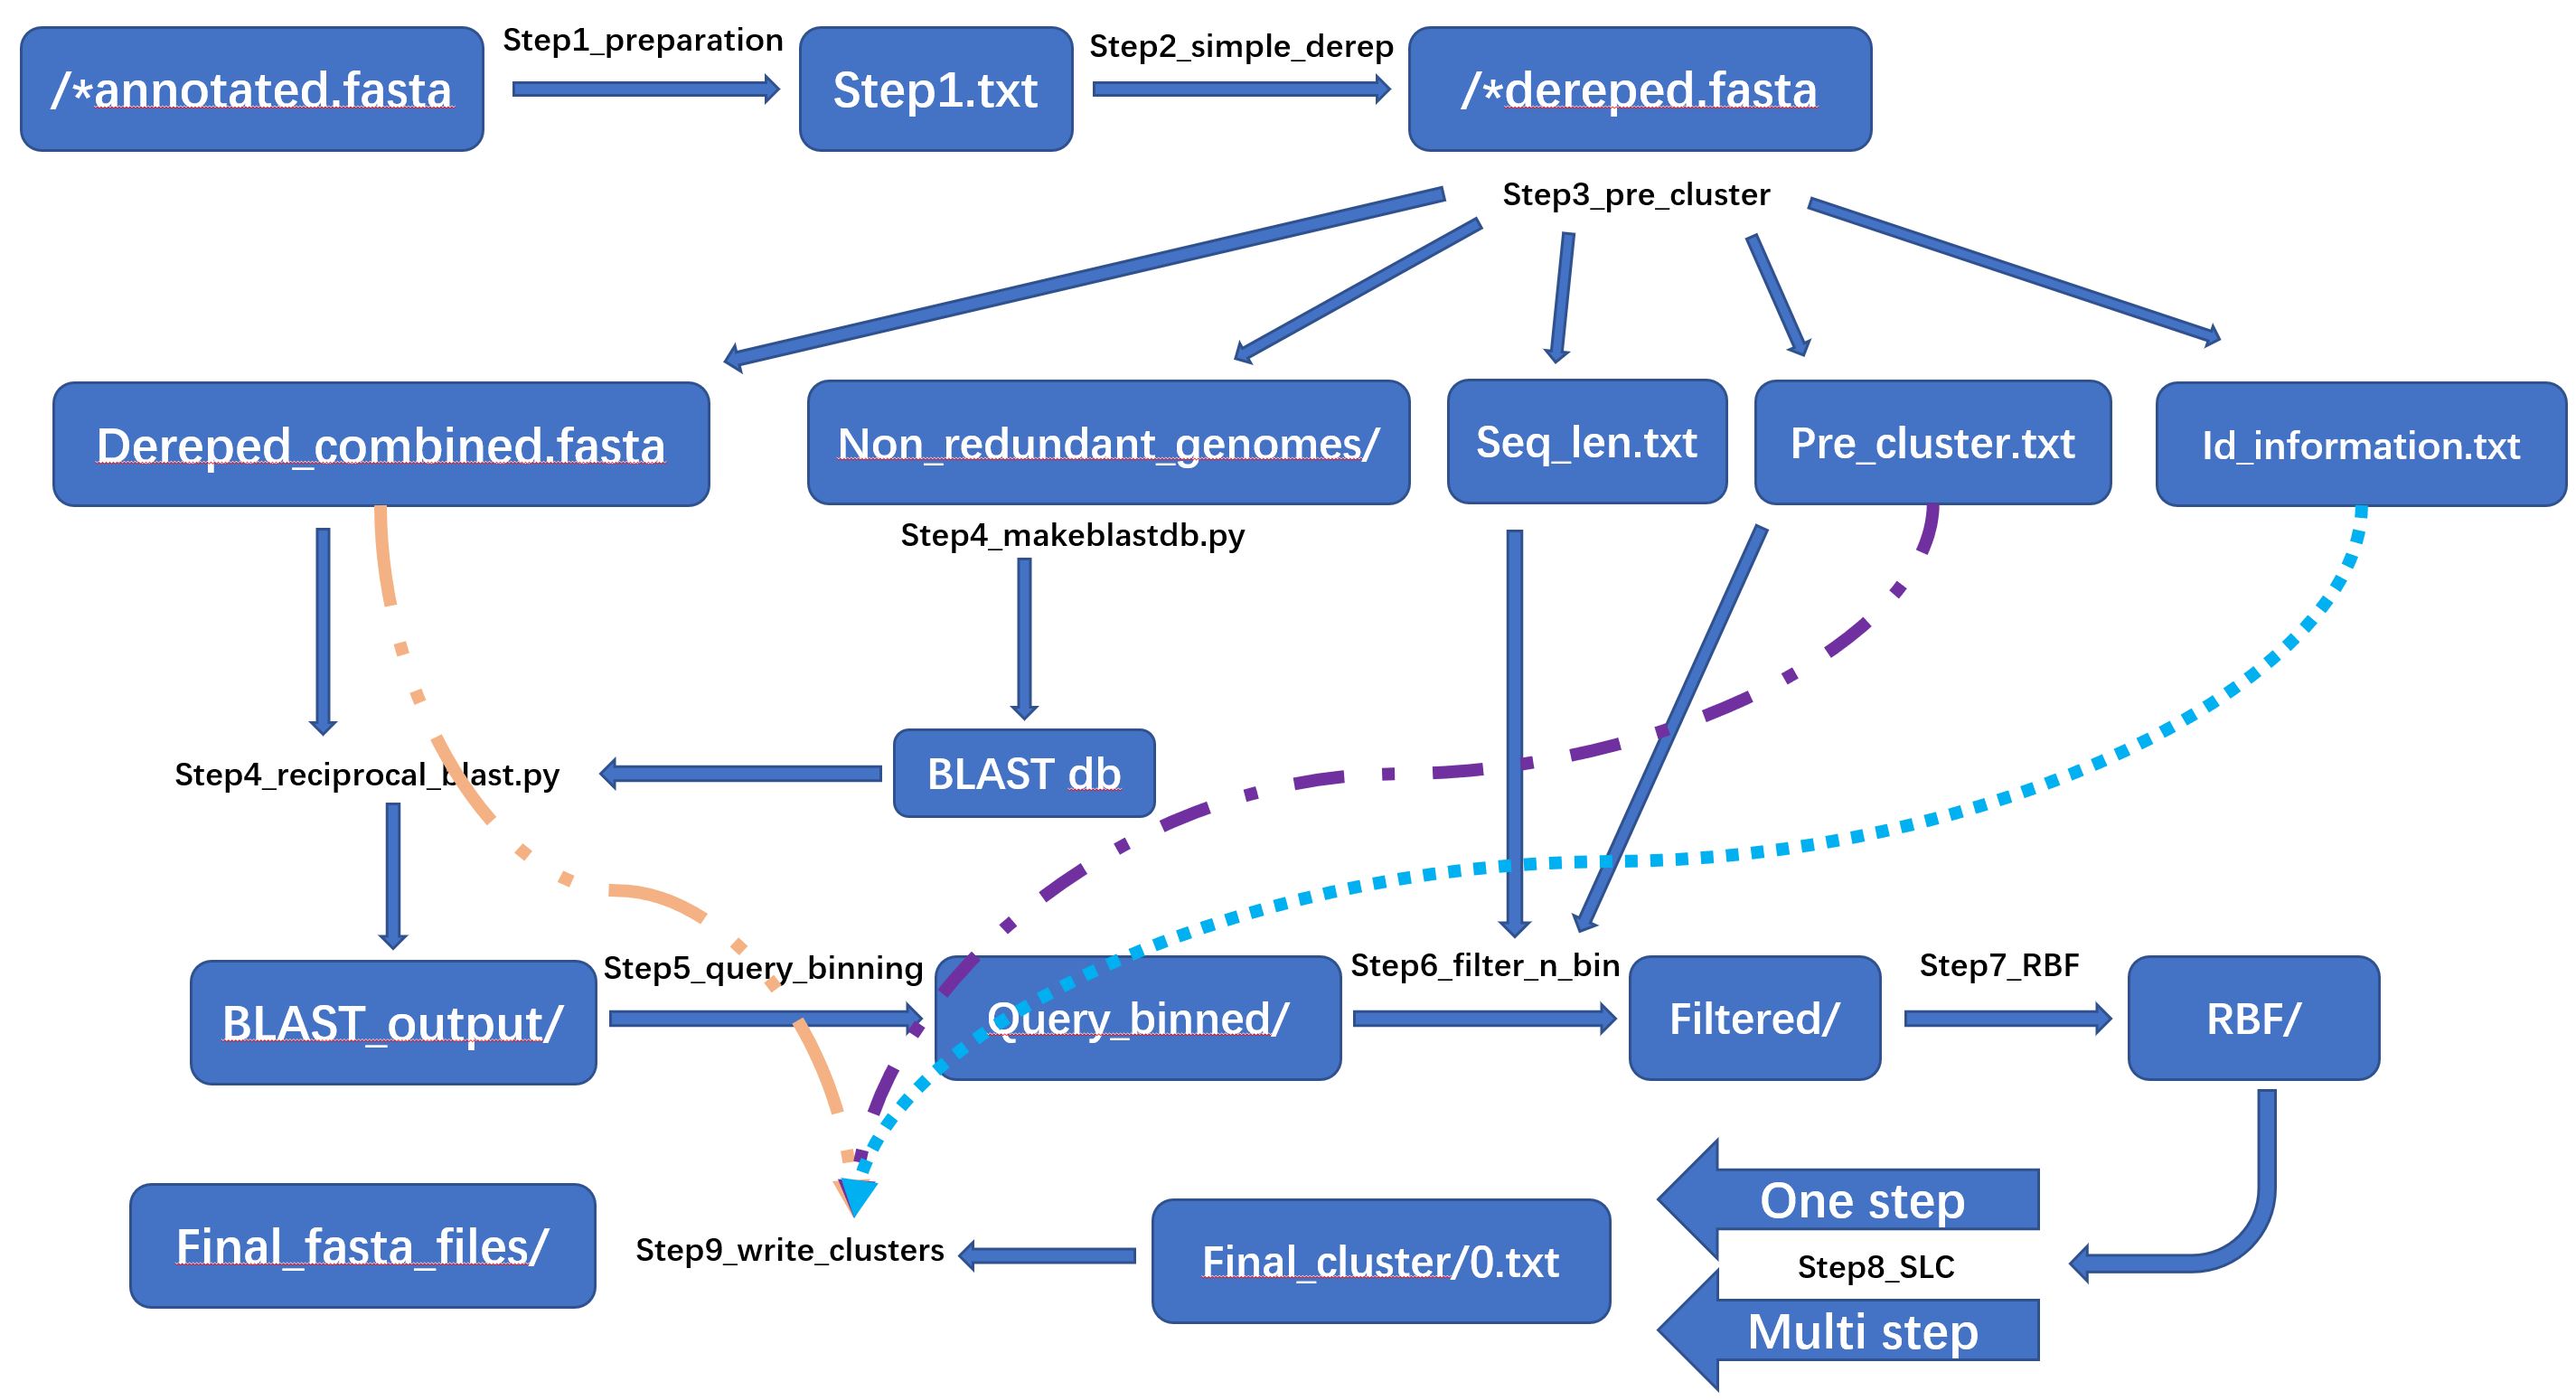 /*annotated.fasta
Step1_preparation
Step1.txt
Step2_simple_derep
/*dereped.fasta
Step3_pre_cluster
Dereped_combined.fasta
Non_redundant_genomes/
Seq_len.txt
Pre_cluster.txt
Id_information.txt
Step4_makeblastdb.py
Step4_reciprocal_blast.py
BLAST db
BLAST_output/
Step5_query_binning
Query_binned/
Step6_filter_n_bin
Filtered/
Step7_RBF
RBF/
One step
Step8_SLC
Multi step
Final_cluster/0.txt
Step9_write_clusters
Final_fasta_files/